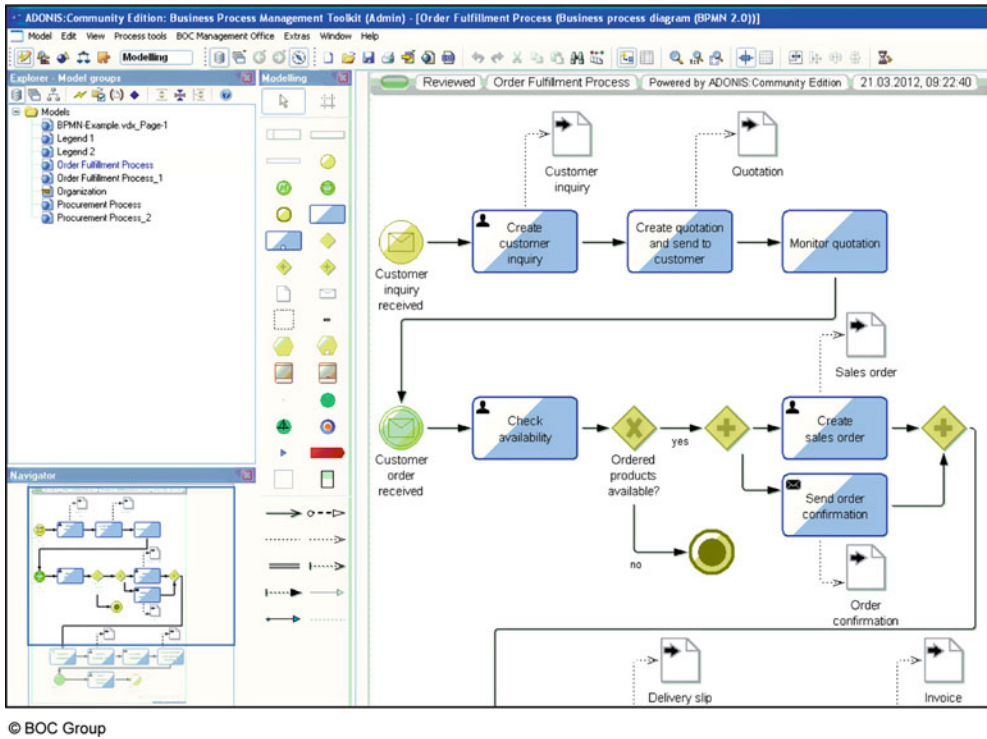 ADONIS:Community Edition: Business Process Management Toolkit (Admin) - [Order Fulfillment Process (Business process diagram (BPMN 2.0))]
Model Edit View Process tools BOC Management Office Extras Window Help
Modelling
Explorer - Model groups
Models
BPMN-Example.vdx_Page-1
Legend 1
Legend 2
Order Fulfillment Process
Order Fulfillment Process_1
Organization
Procurement Process
Procurement Process_2
Navigator
Modelling
Reviewed
Order Fulfillment Process
Powered by ADONIS:Community Edition
21.03.2012, 09:22:40
Customer
inquiry
Quotation
Customer
inquiry
received
Create
customer
inquiry
Create quotation
and send to
customer
Monitor quotation
Sales order
Customer
order
received
Check
availability
Ordered
products
available?
yes
no
Create
sales order
Send order
confirmation
Order
confirmation
Delivery slip
Invoice
© BOC Group